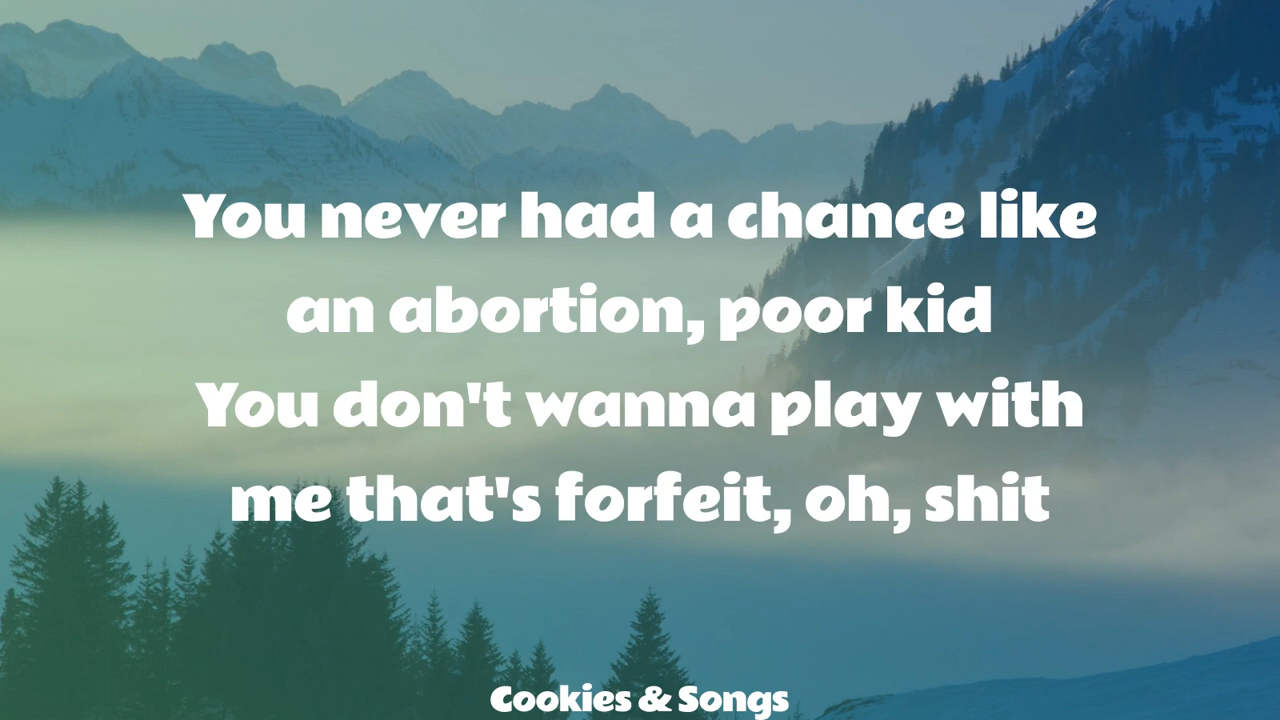 You never had a chance like
an abortion, poor kid
You don't wanna play with
me that's forfeit, oh, shit
Cookies & Songs